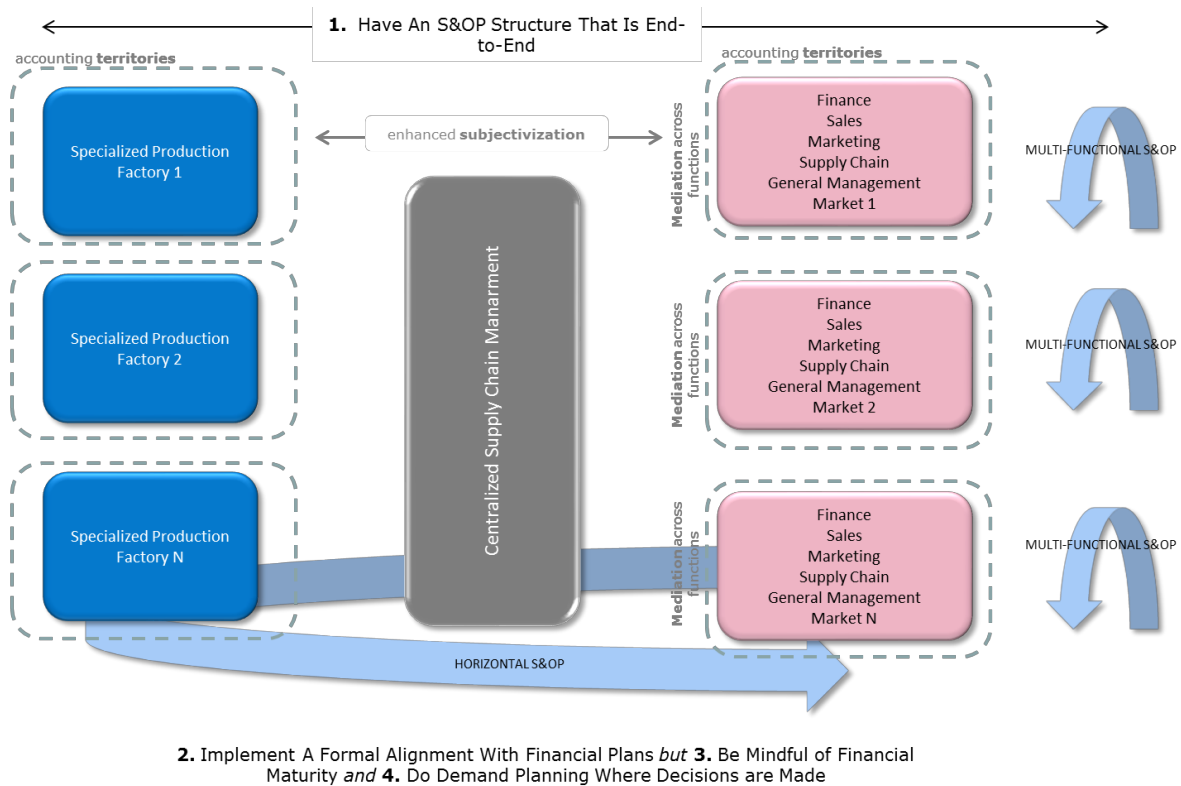 1. Have An S&OP Structure That Is End-
to-End
accounting territories
accounting territories
Specialized Production
Factory 1
enhanced subjectivization
Mediation across
functions
Finance
Sales
Marketing
Supply Chain
General Management
Market 1
MULTI-FUNCTIONAL S&OP
Centralized Supply Chain Manarment
Specialized Production
Factory 2
Mediation across
functions
Finance
Sales
Marketing
Supply Chain
General Management
Market 2
MULTI-FUNCTIONAL S&OP
Specialized Production
Factory N
Mediation across
functions
Finance
Sales
Marketing
Supply Chain
General Management
Market N
MULTI-FUNCTIONAL S&OP
HORIZONTAL S&OP
2. Implement A Formal Alignment With Financial Plans but 3. Be Mindful of Financial
Maturity and 4. Do Demand Planning Where Decisions are Made